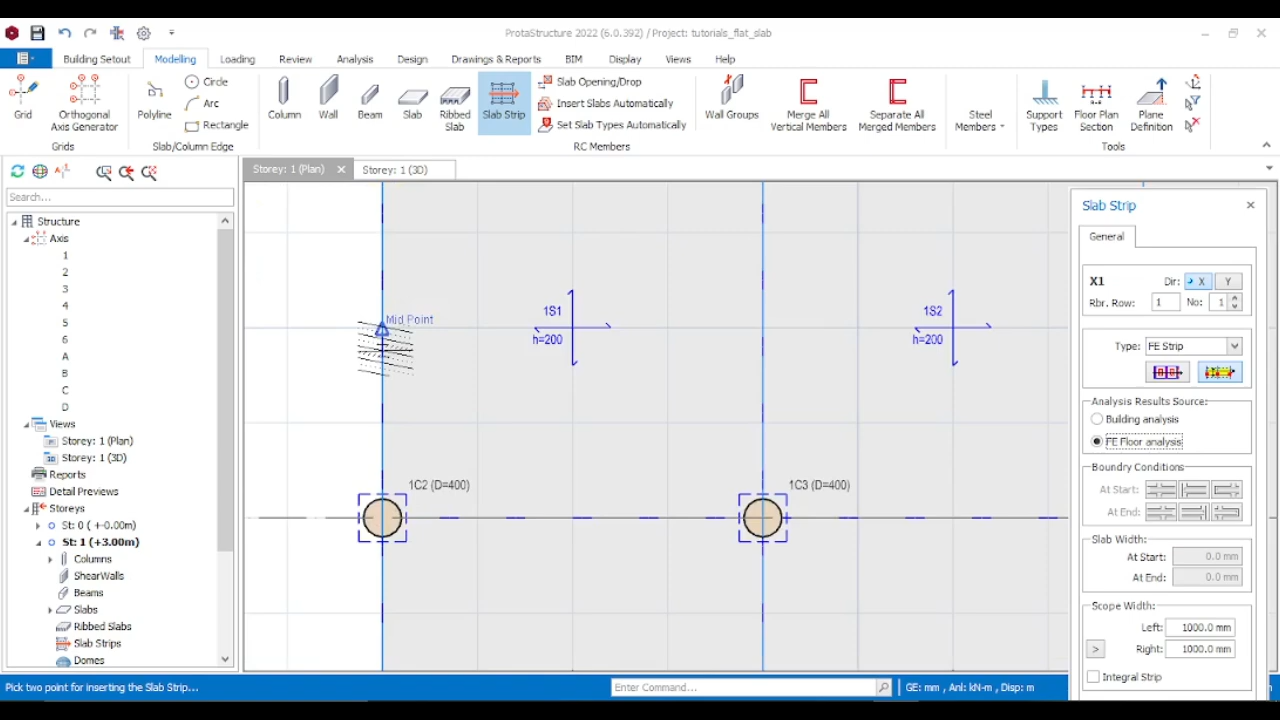 ProtaStructure 2022 (6.0.392) / Project: tutorials_flat_slab
Building Setout Modelling Loading Review Analysis Design Drawings & Reports BIM Display Views Help
Grid
Orthogonal
Axis Generator
Grids
Polyline
Circle
Arc
Rectangle
Slab/Column Edge
Column
Wall
Beam
Slab
Ribbed
Slab
Slab Strip
Slab Opening/Drop
Insert Slabs Automatically
Set Slab Types Automatically
RC Members
Wall Groups
Merge All
Vertical Members
Separate All
Merged Members
Steel
Members
Support
Types
Floor Plan
Section
Plane
Definition
Tools
Search...
Structure
Axis
1
2
3
4
5
6
A
B
C
D
Views
Storey: 1 (Plan)
Storey: 1 (3D)
Reports
Detail Previews
Storeys
St: 0 ( +-0.00m)
St: 1 (+3.00m)
Columns
ShearWalls
Beams
Slabs
Ribbed Slabs
Slab Strips
Domes
Storey: 1 (Plan)
Storey: 1 (3D)
Mid Point
1S1
h=200
1S2
h=200
1C2 (D=400)
1C3 (D=400)
Slab Strip
General
X1 Dir: X Y
Rbr. Row: 1 No: 1
Type: FE Strip
Analysis Results Source:
Building analysis
FE Floor analysis
Boundry Conditions
At Start:
At End:
Slab Width:
At Start: 0.0 mm
At End: 0.0 mm
Scope Width:
Left: 1000.0 mm
> Right: 1000.0 mm
Integral Strip
Pick two point for inserting the Slab Strip...
Enter Command...
GE: mm , Anl: kN-m , Disp: m